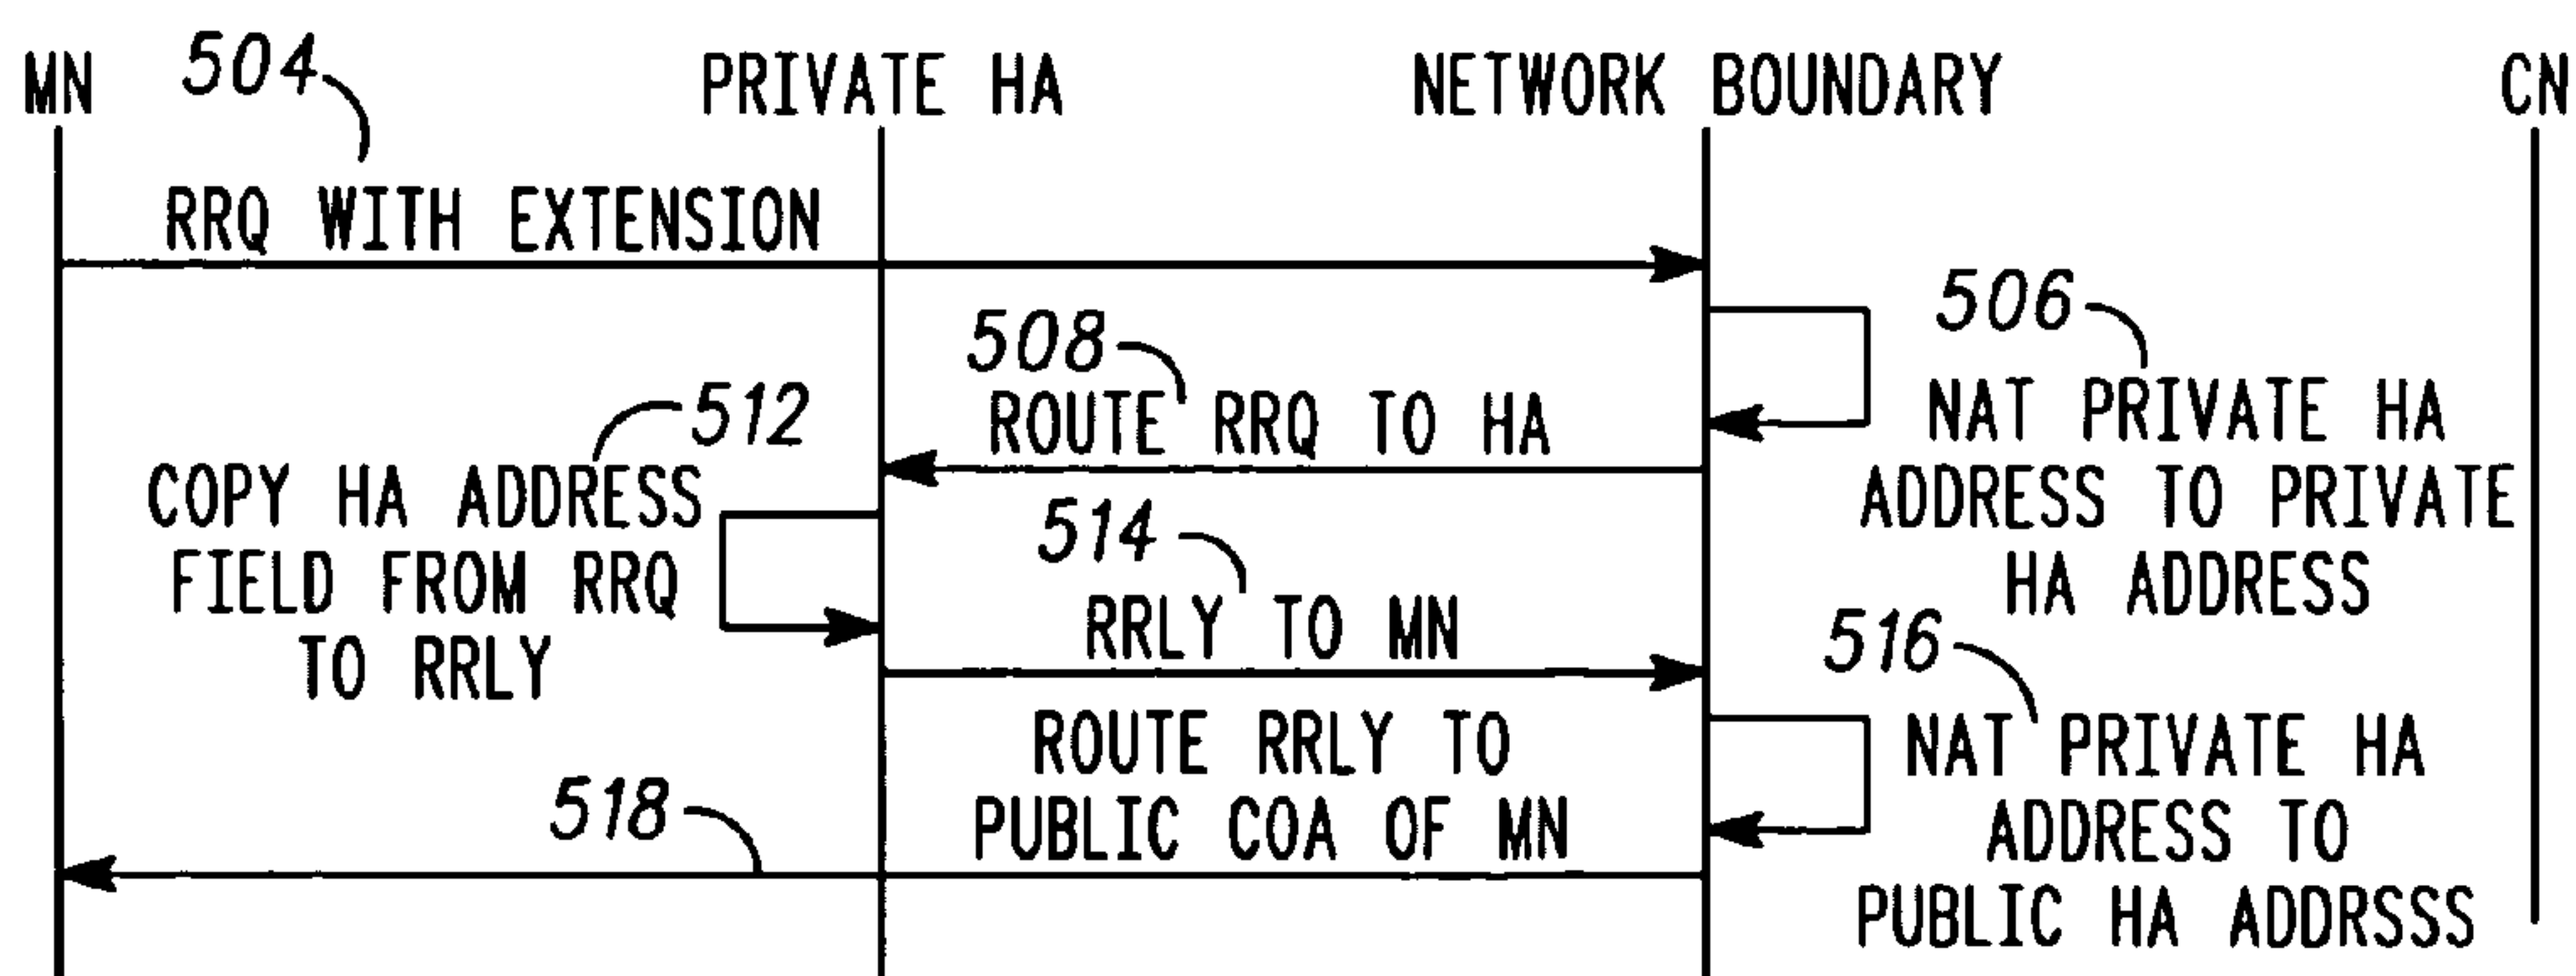 MN
504
PRIVATE HA
NETWORK BOUNDARY
CN
RRQ WITH EXTENSION
506
NAT PRIVATE HA
ADDRESS TO PRIVATE
HA ADDRESS
508
ROUTE RRQ TO HA
512
COPY HA ADDRESS
FIELD FROM RRQ
TO RRLY
514
RRLY TO MN
516
NAT PRIVATE HA
ADDRESS TO
PUBLIC HA ADDRSSS
ROUTE RRLY TO
PUBLIC COA OF MN
518